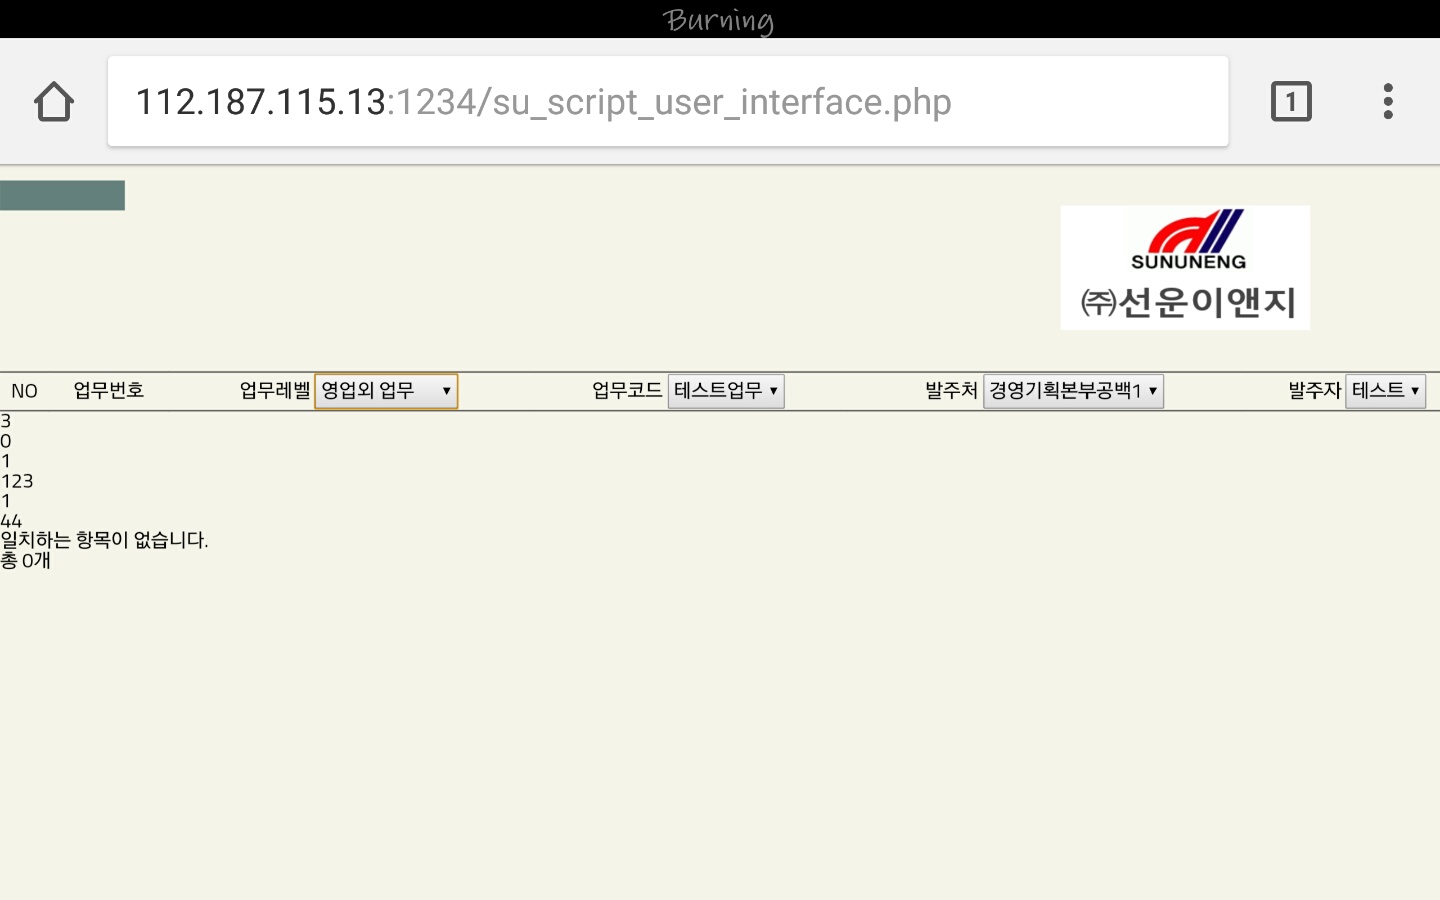 Burning
112.187.115.13:1234/su_script_user_interface.php
1
SUNUNENG
㈜선운이앤지
NO 업무번호 업무레벨 영업외 업무 ▼ 업무코드 테스트업무 ▼ 발주처 경영기획본부공백1 ▼ 발주자 테스트 ▼
3
0
1
123
1
44
일치하는 항목이 없습니다.
총 0개